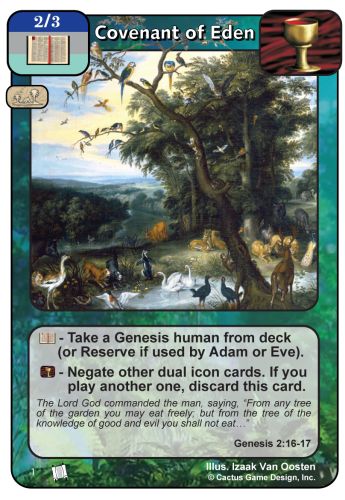 2/3
Covenant of Eden
- Take a Genesis human from deck
(or Reserve if used by Adam or Eve).
- Negate other dual icon cards. If you
play another one, discard this card.
The Lord God commanded the man, saying, “From any tree
of the garden you may eat freely; but from the tree of the
knowledge of good and evil you shall not eat…”
Genesis 2:16-17
Illus. Izaak Van Oosten
© Cactus Game Design, Inc.